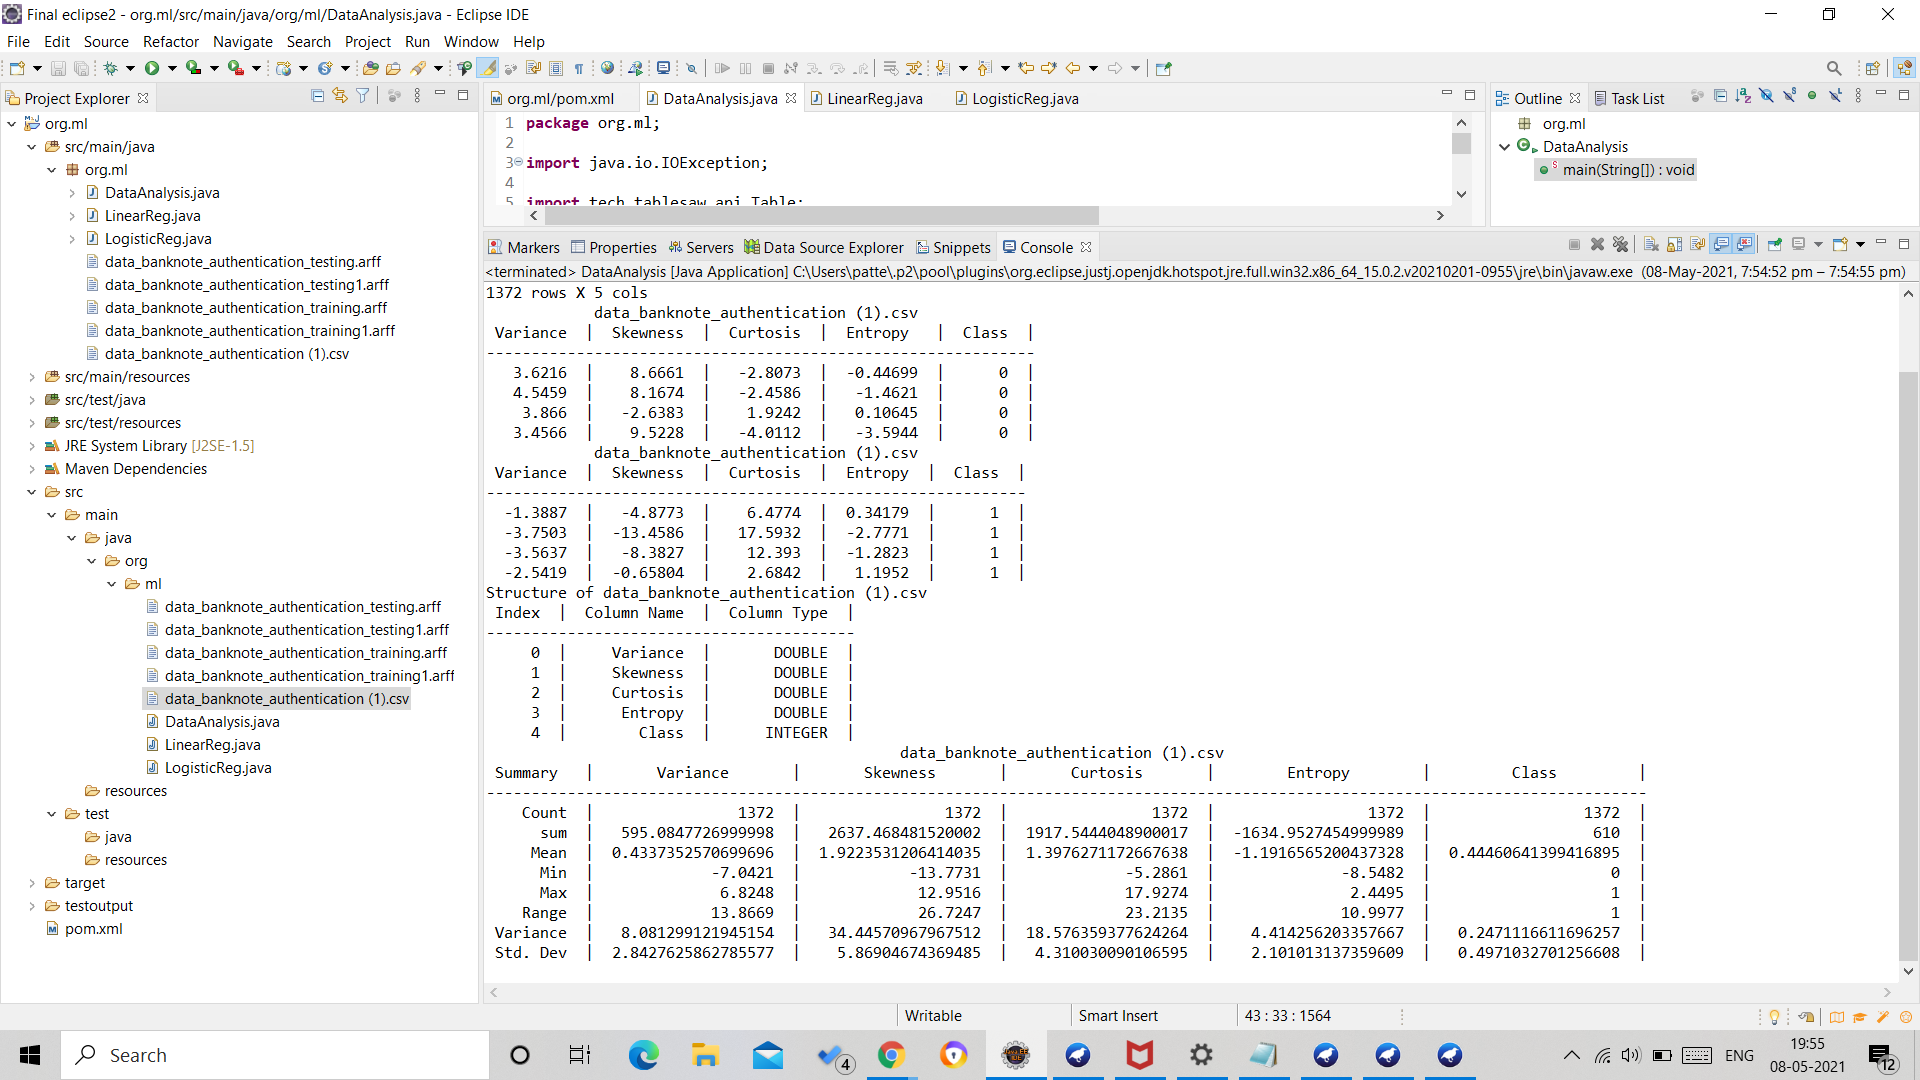 Final eclipse2 - org.ml/src/main/java/org/ml/DataAnalysis.java - Eclipse IDE
File Edit Source Refactor Navigate Search Project Run Window Help
Project Explorer
org.ml
src/main/java
org.ml
DataAnalysis.java
LinearReg.java
LogisticReg.java
data_banknote_authentication_testing.arff
data_banknote_authentication_testing1.arff
data_banknote_authentication_training.arff
data_banknote_authentication_training1.arff
data_banknote_authentication (1).csv
src/main/resources
src/test/java
src/test/resources
JRE System Library [J2SE-1.5]
Maven Dependencies
src
main
java
org
ml
data_banknote_authentication_testing.arff
data_banknote_authentication_testing1.arff
data_banknote_authentication_training.arff
data_banknote_authentication_training1.arff
data_banknote_authentication (1).csv
DataAnalysis.java
LinearReg.java
LogisticReg.java
resources
test
java
resources
target
testoutput
pom.xml
org.ml/pom.xml DataAnalysis.java LinearReg.java LogisticReg.java
1 package org.ml;
2
3 import java.io.IOException;
4
5 import tech.tablesaw.api.Table;
Outline Task List
org.ml
DataAnalysis
main(String[]) : void
Markers Properties Servers Data Source Explorer Snippets Console
<terminated> DataAnalysis [Java Application] C:\Users\patte\.p2\pool\plugins\org.eclipse.justj.openjdk.hotspot.jre.full.win32.x86_64_15.0.2.v20210201-0955\jre\bin\javaw.exe (08-May-2021, 7:54:52 pm – 7:54:55 pm)
1372 rows X 5 cols
data_banknote_authentication (1).csv
Variance | Skewness | Curtosis | Entropy | Class |
-------------------------------------------------------------
3.6216 | 8.6661 | -2.8073 | -0.44699 | 0 |
4.5459 | 8.1674 | -2.4586 | -1.4621 | 0 |
3.866 | -2.6383 | 1.9242 | 0.10645 | 0 |
3.4566 | 9.5228 | -4.0112 | -3.5944 | 0 |
data_banknote_authentication (1).csv
Variance | Skewness | Curtosis | Entropy | Class |
------------------------------------------------------------
-1.3887 | -4.8773 | 6.4774 | 0.34179 | 1 |
-3.7503 | -13.4586 | 17.5932 | -2.7771 | 1 |
-3.5637 | -8.3827 | 12.393 | -1.2823 | 1 |
-2.5419 | -0.65804 | 2.6842 | 1.1952 | 1 |
Structure of data_banknote_authentication (1).csv
Index | Column Name | Column Type |
-----------------------------------------
0 | Variance | DOUBLE |
1 | Skewness | DOUBLE |
2 | Curtosis | DOUBLE |
3 | Entropy | DOUBLE |
4 | Class | INTEGER |
data_banknote_authentication (1).csv
Summary | Variance | Skewness | Curtosis | Entropy | Class |
---------------------------------------------------------------------------------------------------------------------------------
Count | 1372 | 1372 | 1372 | 1372 | 1372 |
sum | 595.0847726999998 | 2637.468481520002 | 1917.5444048900017 | -1634.9527454999989 | 610 |
Mean | 0.4337352570699696 | 1.9223531206414035 | 1.3976271172667638 | -1.1916565200437328 | 0.44460641399416895 |
Min | -7.0421 | -13.7731 | -5.2861 | -8.5482 | 0 |
Max | 6.8248 | 12.9516 | 17.9274 | 2.4495 | 1 |
Range | 13.8669 | 26.7247 | 23.2135 | 10.9977 | 1 |
Variance | 8.081299121945154 | 34.44570967967512 | 18.576359377624264 | 4.414256203357667 | 0.2471116611696257 |
Std. Dev | 2.8427625862785577 | 5.86904674369485 | 4.310030090106595 | 2.101013137359609 | 0.4971032701256608 |
Writable Smart Insert 43 : 33 : 1564
Search
4
ENG
19:55
08-05-2021
12